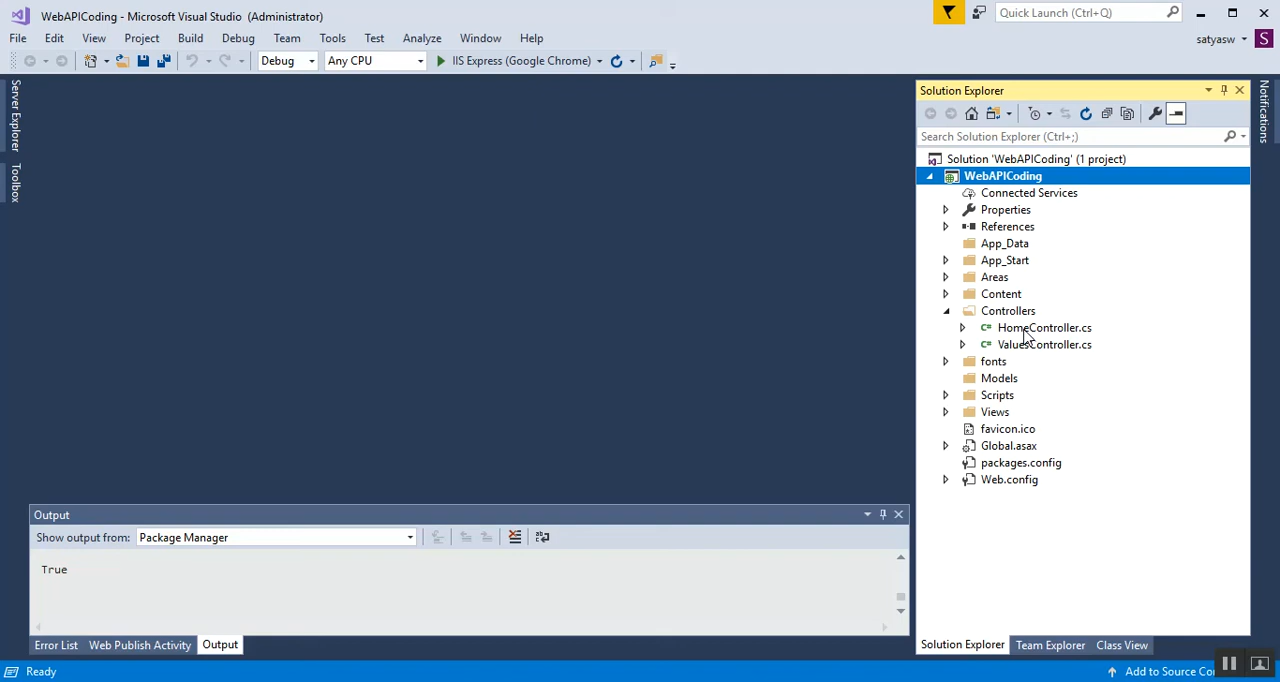 WebAPICoding - Microsoft Visual Studio (Administrator)
Quick Launch (Ctrl+Q)
File Edit View Project Build Debug Team Tools Test Analyze Window Help
satyasw S
Debug Any CPU IIS Express (Google Chrome)
Server Explorer
Toolbox
Notifications
Solution Explorer
Search Solution Explorer (Ctrl+;)
Solution 'WebAPICoding' (1 project)
WebAPICoding
Connected Services
Properties
References
App_Data
App_Start
Areas
Content
Controllers
C# HomeController.cs
C# ValuesController.cs
fonts
Models
Scripts
Views
favicon.ico
Global.asax
packages.config
Web.config
Output
Show output from: Package Manager
True
Error List Web Publish Activity Output
Solution Explorer Team Explorer Class View
Ready
Add to Source Co